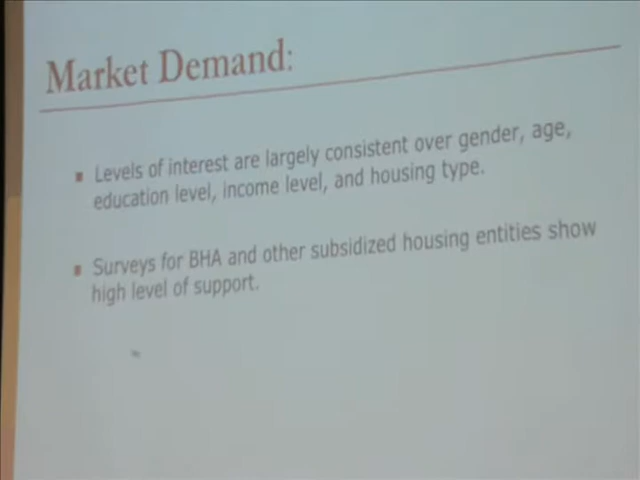 Market Demand:
Levels of interest are largely consistent over gender, age,
education level, income level, and housing type.
Surveys for BHA and other subsidized housing entities show
high level of support.